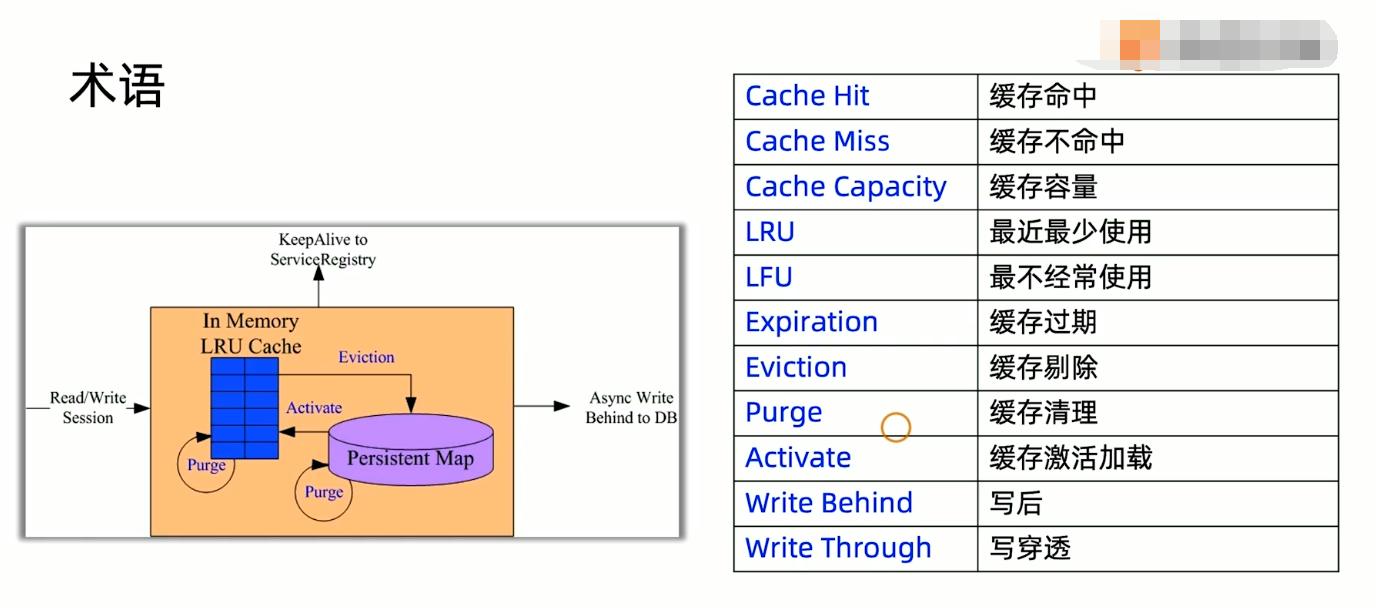 术语
KeepAlive to
ServiceRegistry
In Memory
LRU Cache
Eviction
Read/Write
Session
Activate
Async Write
Behind to DB
Persistent Map
Purge
Purge
Cache Hit 缓存命中
Cache Miss 缓存不命中
Cache Capacity 缓存容量
LRU 最近最少使用
LFU 最不经常使用
Expiration 缓存过期
Eviction 缓存剔除
Purge 缓存清理
Activate 缓存激活加载
Write Behind 写后
Write Through 写穿透